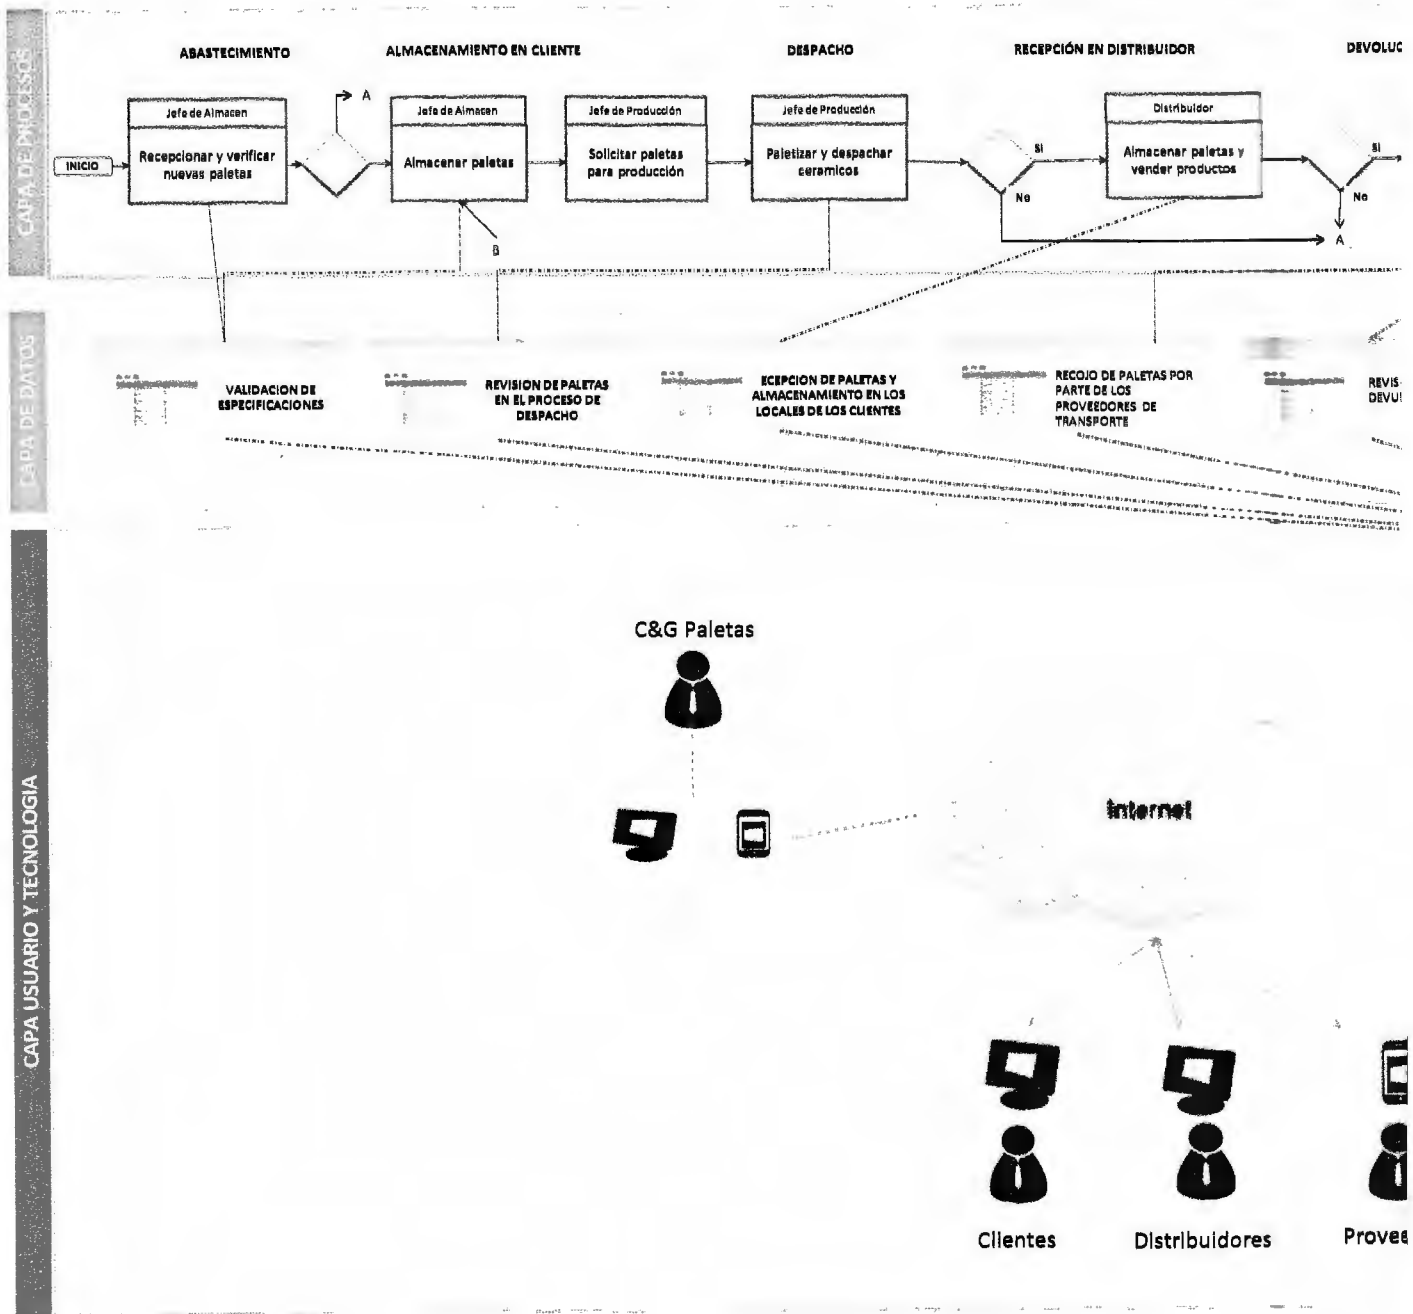 CAPA DE PROCESOS
ABASTECIMIENTO
ALMACENAMIENTO EN CLIENTE
DESPACHO
RECEPCIÓN EN DISTRIBUIDOR
DEVOLUC
INICIO
Jefe de Almacen
Recepcionar y verificar
nuevas paletas
A
Jefe de Almacen
Almacenar paletas
B
Jefe de Producción
Solicitar paletas
para producción
Jefe de Producción
Paletizar y despachar
ceramicos
Si
No
Distribuidor
Almacenar paletas y
vender productos
Si
No
A
CAPA DE DATOS
VALIDACION DE
ESPECIFICACIONES
REVISION DE PALETAS
EN EL PROCESO DE
DESPACHO
ECEPCION DE PALETAS Y
ALMACENAMIENTO EN LOS
LOCALES DE LOS CLIENTES
RECOJO DE PALETAS POR
PARTE DE LOS
PROVEEDORES DE
TRANSPORTE
REVIS
DEVU
CAPA USUARIO Y TECNOLOGIA
C&G Paletas
Internet
Clientes
Distribuidores
Provee